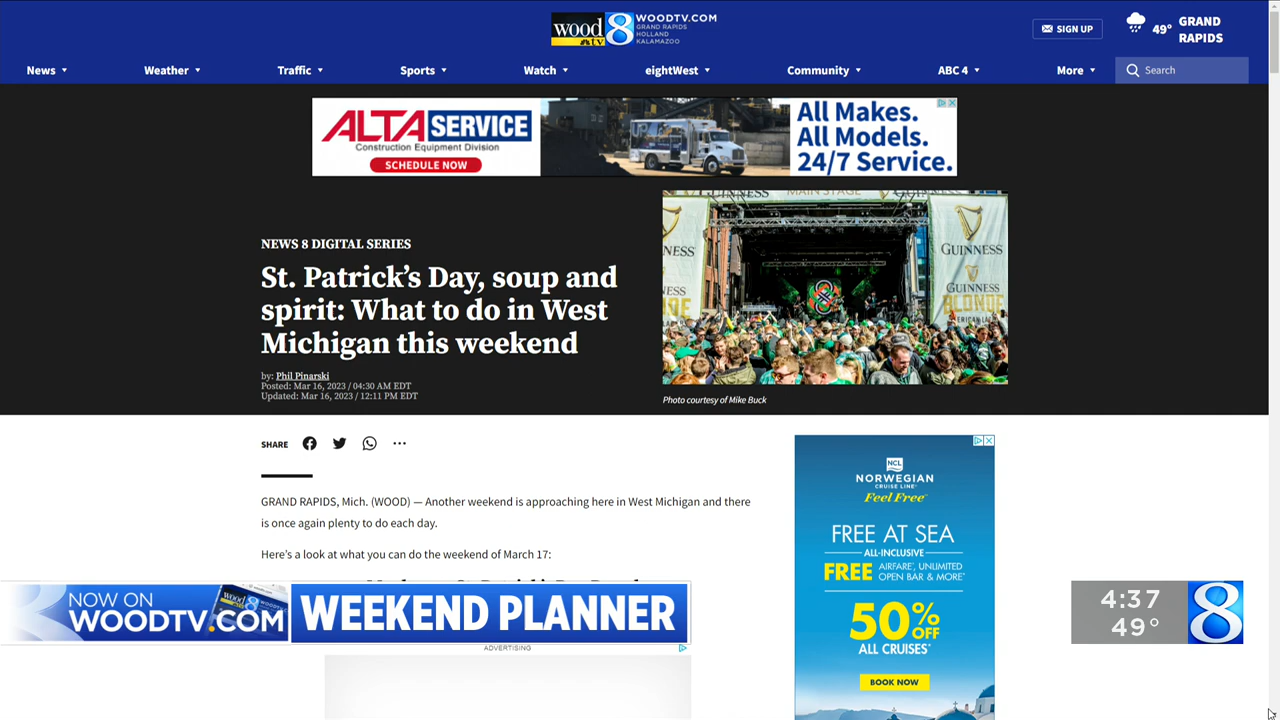 wood
tv
8
WOODTV.COM
GRAND RAPIDS
HOLLAND
KALAMAZOO
SIGN UP
49°
GRAND
RAPIDS
News
Weather
Traffic
Sports
Watch
eightWest
Community
ABC 4
More
Search
ALTA SERVICE
Construction Equipment Division
SCHEDULE NOW
All Makes.
All Models.
24/7 Service.
NEWS 8 DIGITAL SERIES
St. Patrick's Day, soup and
spirit: What to do in West
Michigan this weekend
by: Phil Pinarski
Posted: Mar 16, 2023 / 04:30 AM EDT
Updated: Mar 16, 2023 / 12:11 PM EDT
GUINNESS
MAIN STAGE
GUINNESS
NESS
GUINNESS
BLONDE
Photo courtesy of Mike Buck
SHARE
GRAND RAPIDS, Mich. (WOOD) — Another weekend is approaching here in West Michigan and there
is once again plenty to do each day.
Here's a look at what you can do the weekend of March 17:
NCL
NORWEGIAN
CRUISE LINE
Feel Free
FREE AT SEA
ALL-INCLUSIVE
FREE AIRFARE, UNLIMITED
OPEN BAR & MORE*
50% OFF
ALL CRUISES*
BOOK NOW
NOW ON
WOODTV.COM
WEEKEND PLANNER
ADVERTISING
4:37
49°
8